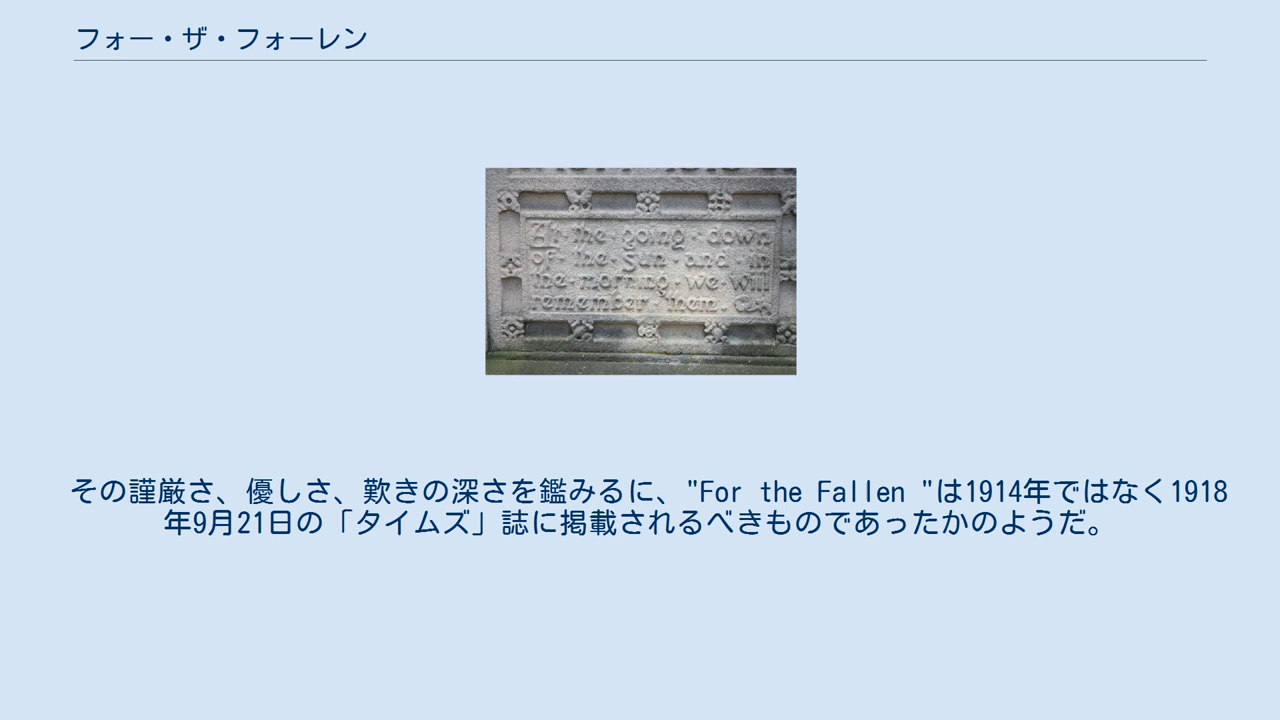 フォー・ザ・フォーレン
At · the · going · down
of · the · Sun · and · in
the · morning · we · will
remember · them.
その謹厳さ、優しさ、歎きの深さを鑑みるに、"For the Fallen "は1914年ではなく1918
年9月21日の「タイムズ」誌に掲載されるべきものであったかのようだ。